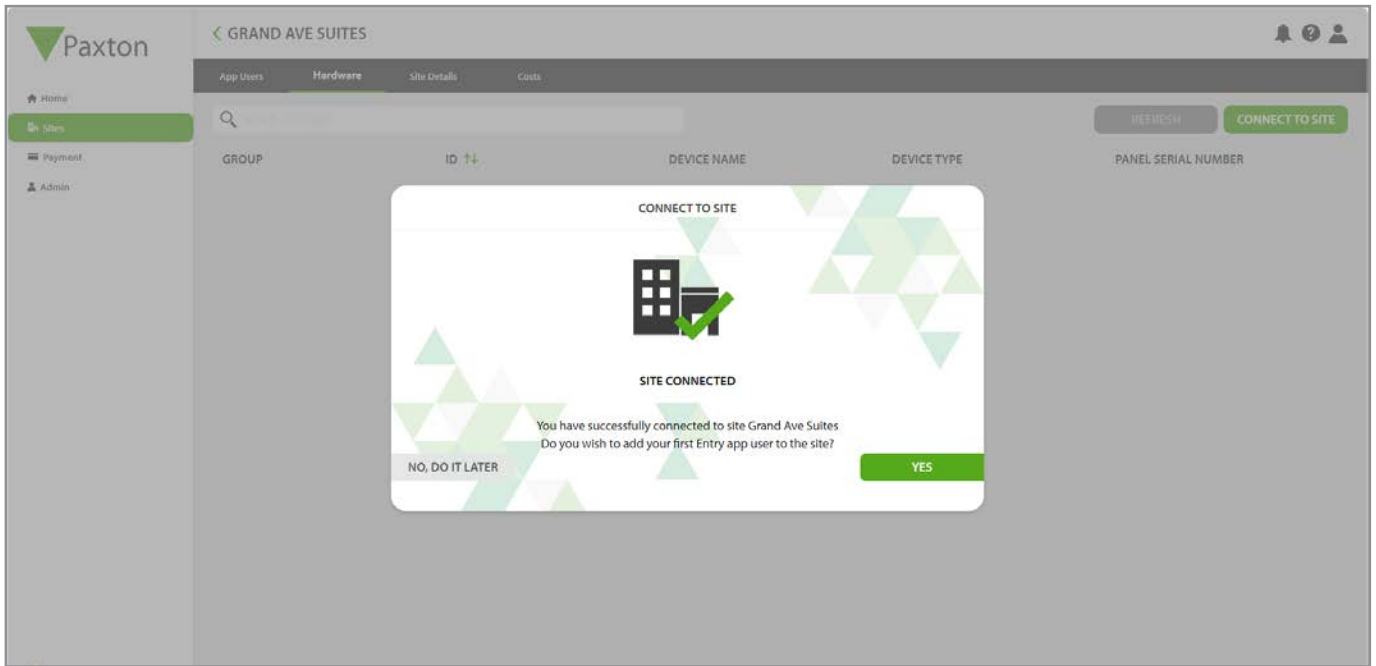 Paxton
GRAND AVE SUITES
App Users Hardware Site Details Costs
Home
Sites
Payment
Admin
REFRESH CONNECT TO SITE
GROUP ID DEVICE NAME DEVICE TYPE PANEL SERIAL NUMBER
CONNECT TO SITE
SITE CONNECTED
You have successfully connected to site Grand Ave Suites
Do you wish to add your first Entry app user to the site?
NO, DO IT LATER YES